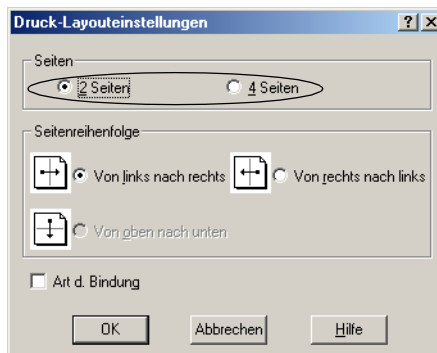 Druck-Layouteinstellungen
Seiten
2 Seiten 4 Seiten
Seitenreihenfolge
Von links nach rechts Von rechts nach links
Von oben nach unten
Art d. Bindung
OK Abbrechen Hilfe